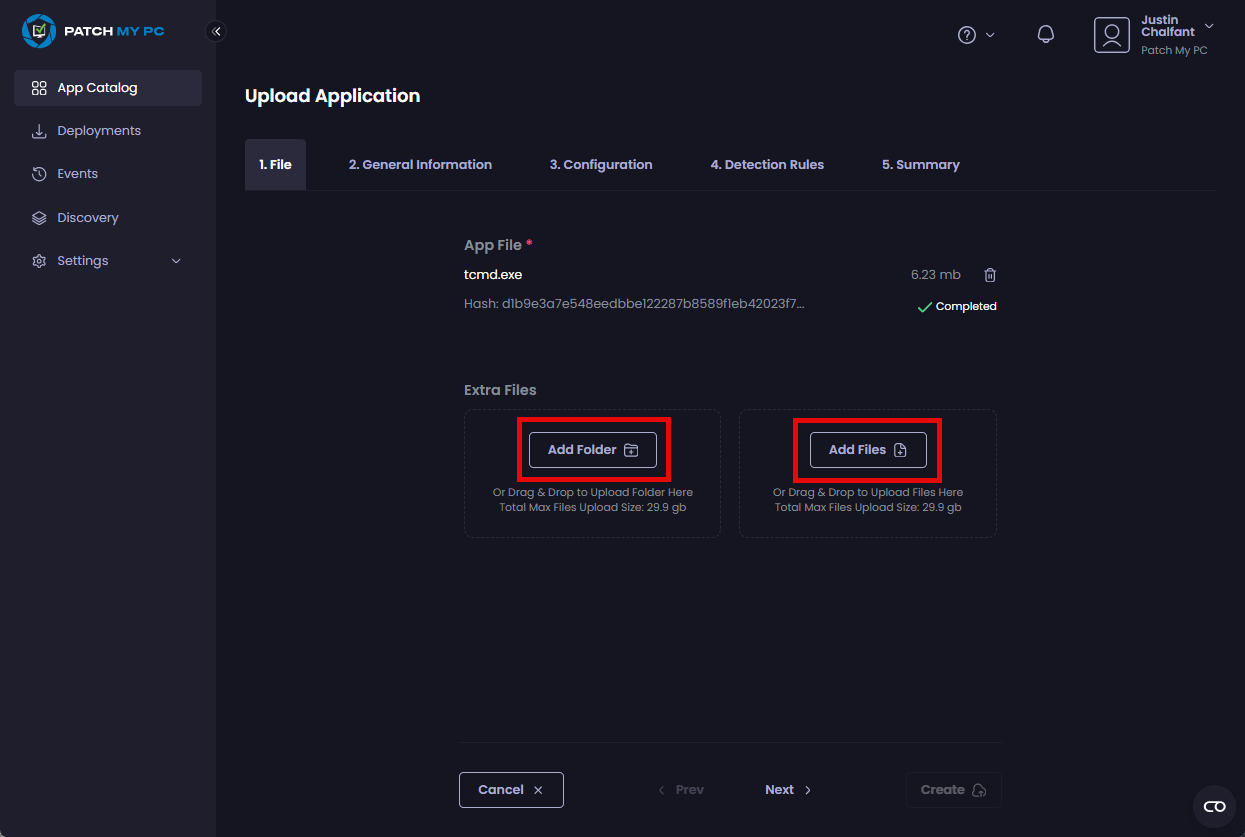 PATCH MY PC
Justin
Chalfant
Patch My PC
App Catalog
Deployments
Events
Discovery
Settings
Upload Application
1. File
2. General Information
3. Configuration
4. Detection Rules
5. Summary
App File *
tcmd.exe
6.23 mb
Hash: d1b9e3a7e548eedbbe122287b8589f1eb42023f7...
Completed
Extra Files
Add Folder
Add Files
Or Drag & Drop to Upload Folder Here
Total Max Files Upload Size: 29.9 gb
Or Drag & Drop to Upload Files Here
Total Max Files Upload Size: 29.9 gb
Cancel
Prev
Next
Create